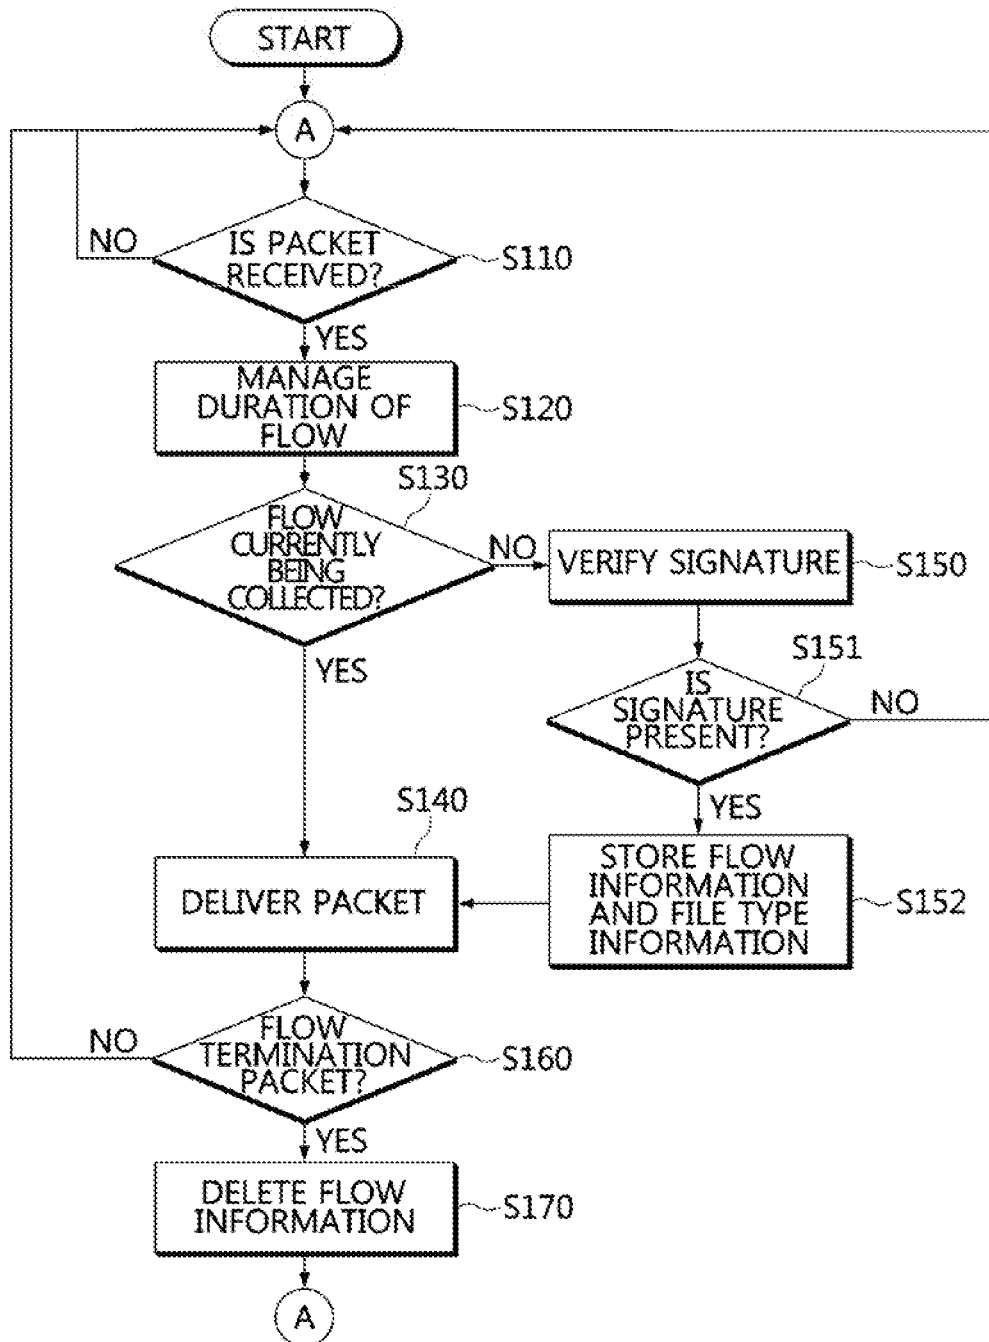 START
A
NO
IS PACKET
RECEIVED?
S110
YES
MANAGE
DURATION OF
FLOW
S120
S130
FLOW
CURRENTLY
BEING
COLLECTED?
NO
VERIFY SIGNATURE
S150
YES
S151
IS
SIGNATURE
PRESENT?
NO
YES
S140
DELIVER PACKET
STORE FLOW
INFORMATION
AND FILE TYPE
INFORMATION
S152
NO
FLOW
TERMINATION
PACKET?
S160
YES
DELETE FLOW
INFORMATION
S170
A